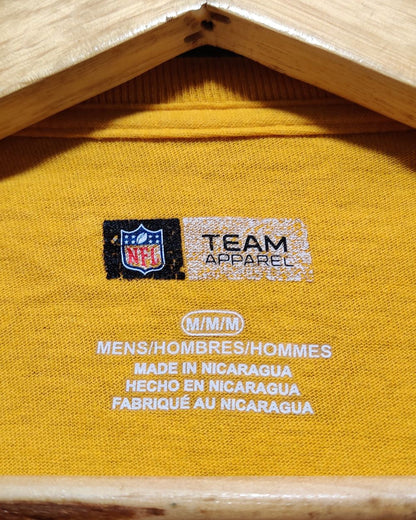 NFL
TEAM
APPAREL
M/M/M
MENS/HOMBRES/HOMMES
MADE IN NICARAGUA
HECHO EN NICARAGUA
FABRIQUÉ AU NICARAGUA